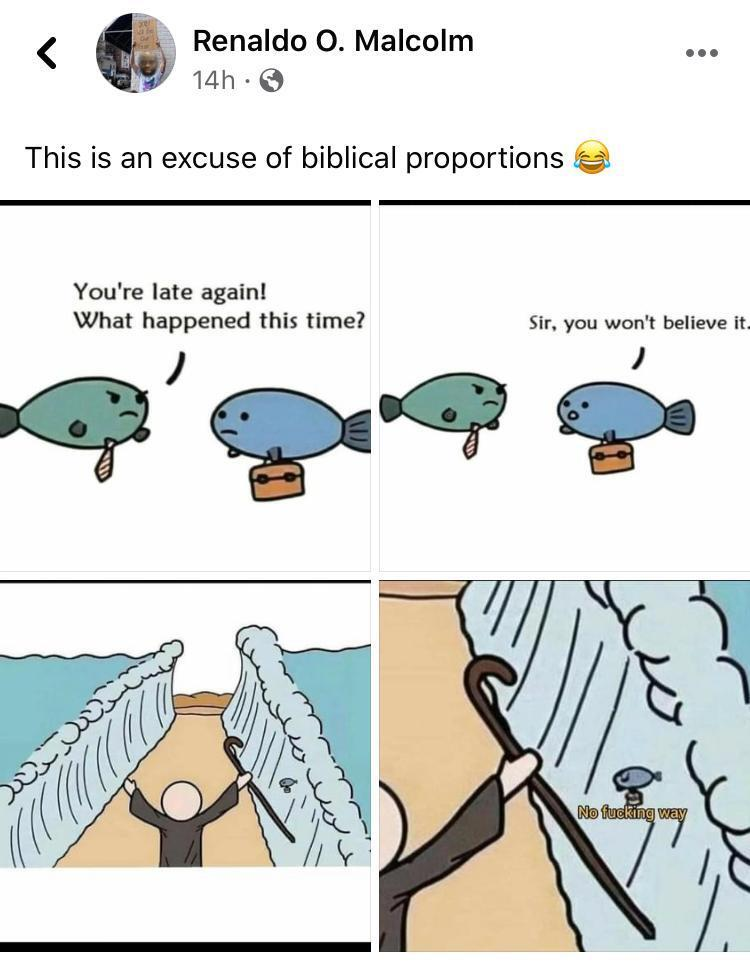 Renaldo O. Malcolm
14h ·
This is an excuse of biblical proportions 😂
You're late again!
What happened this time?
Sir, you won't believe it.
No fucking way